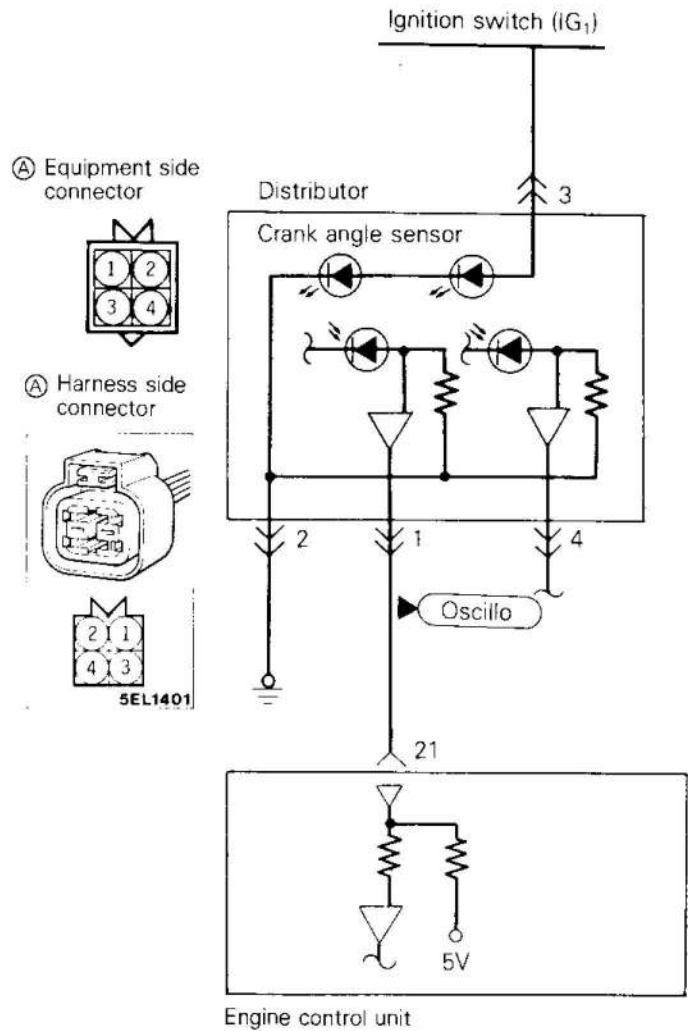 Ignition switch (IG₁)
Ⓐ Equipment side
connector
1 2
3 4
Distributor
3
Crank angle sensor
Ⓐ Harness side
connector
2 1 4
Oscillo
2 1
4 3
5EL1401
21
5V
Engine control unit